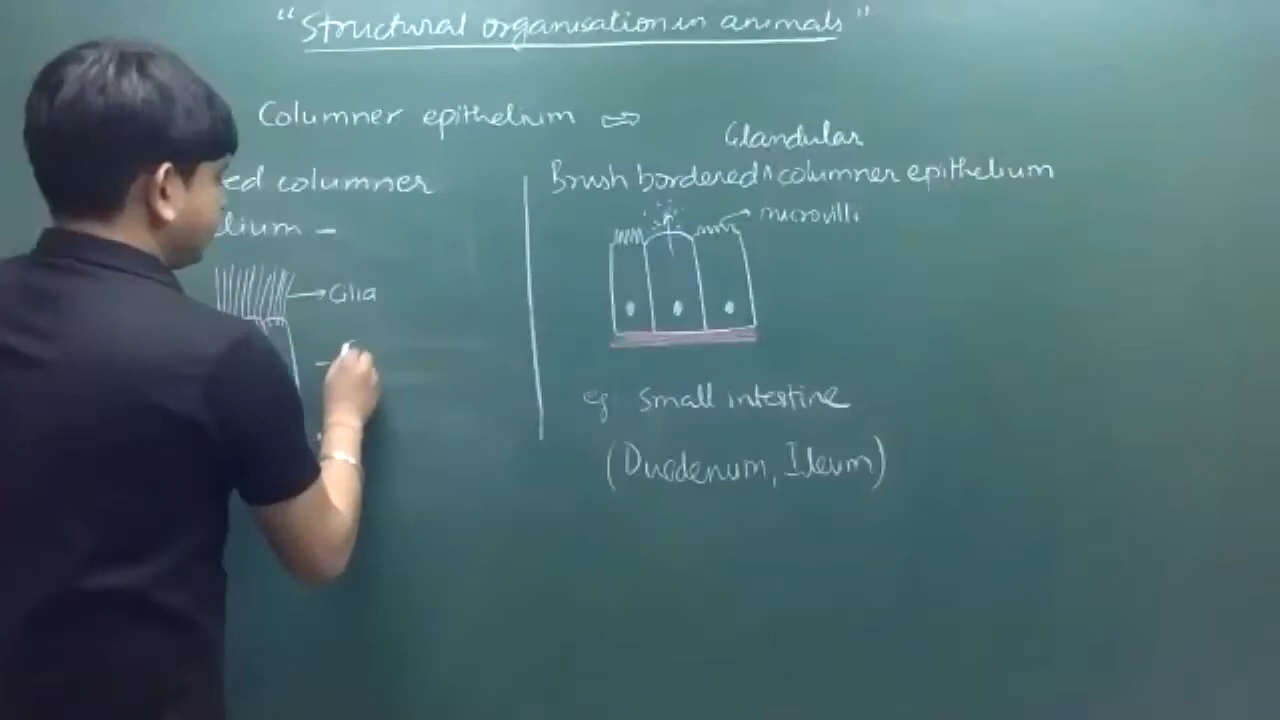 "Structural organisation in animals"
Columner epithelium ⇒
ed columner
lium -
Cilia
Glandular
Brush bordered ^ columner epithelium
microvilli
eg small intestine
(Duodenum, Ileum)